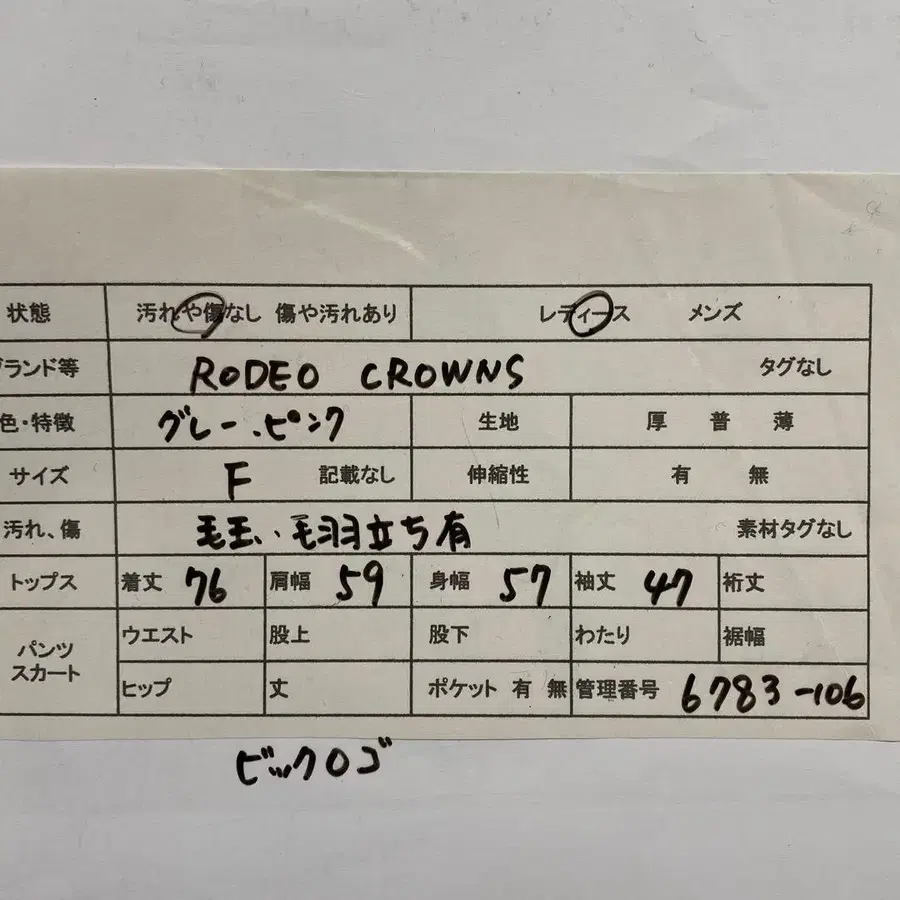 状態 汚れや傷なし 傷や汚れあり レディース メンズ
ランド等 RODEO CROWNS タグなし
色・特徴 グレー、ピンク 生地 厚 普 薄
サイズ F 記載なし 伸縮性 有 無
汚れ、傷 毛玉、毛羽立ち有 素材タグなし
トップス 着丈 76 肩幅 59 身幅 57 袖丈 47 裄丈
パンツ スカート ウエスト 股上 股下 わたり 裾幅
ヒップ 丈 ポケット 有 無 管理番号 6783-106
ビックロゴ